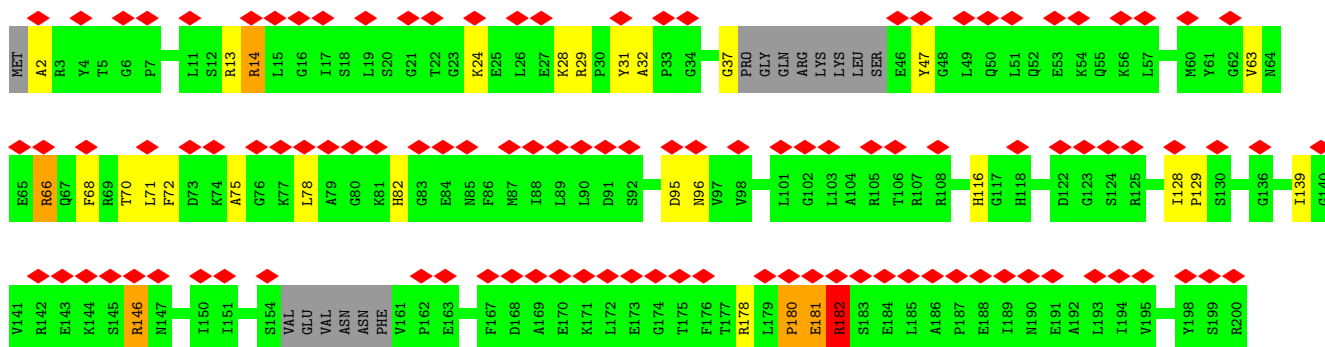 MET A2 R3 Y4 T5 G6 P7 L11 S12 R13 R14 L15 G16 I17 S18 L19 S20 G21 T22 G23 K24 E25 L26 E27 K28 R29 P30 Y31 A32 P33 G34 G37 PRO GLY GLN ARG LYS LYS LEU SER E46 Y47 G48 L49 Q50 L51 Q52 E53 K54 Q55 K56 L57 M60 Y61 G62 V63 N64
E65 R66 Q67 F68 R69 T70 L71 F72 D73 K74 A75 G76 K77 L78 A79 G80 K81 H82 G83 E84 N85 F86 M87 I88 L89 L90 D91 S92 D95 N96 V97 V98 L101 G102 L103 A104 R105 T106 R107 R108 H116 G117 H118 D122 G123 S124 R125 I128 P129 S130 G136 I139 G140
V141 R142 E143 K144 S145 R146 N147 I150 I151 S154 VAL GLU VAL ASN ASN PHE V161 P162 E163 F167 D168 A169 E170 K171 L172 E173 G174 T175 F176 T177 R178 L179 P180 E181 R182 S183 E184 L185 A186 P187 E188 I189 N190 E191 A192 L193 I194 V195 Y198 S199 R200